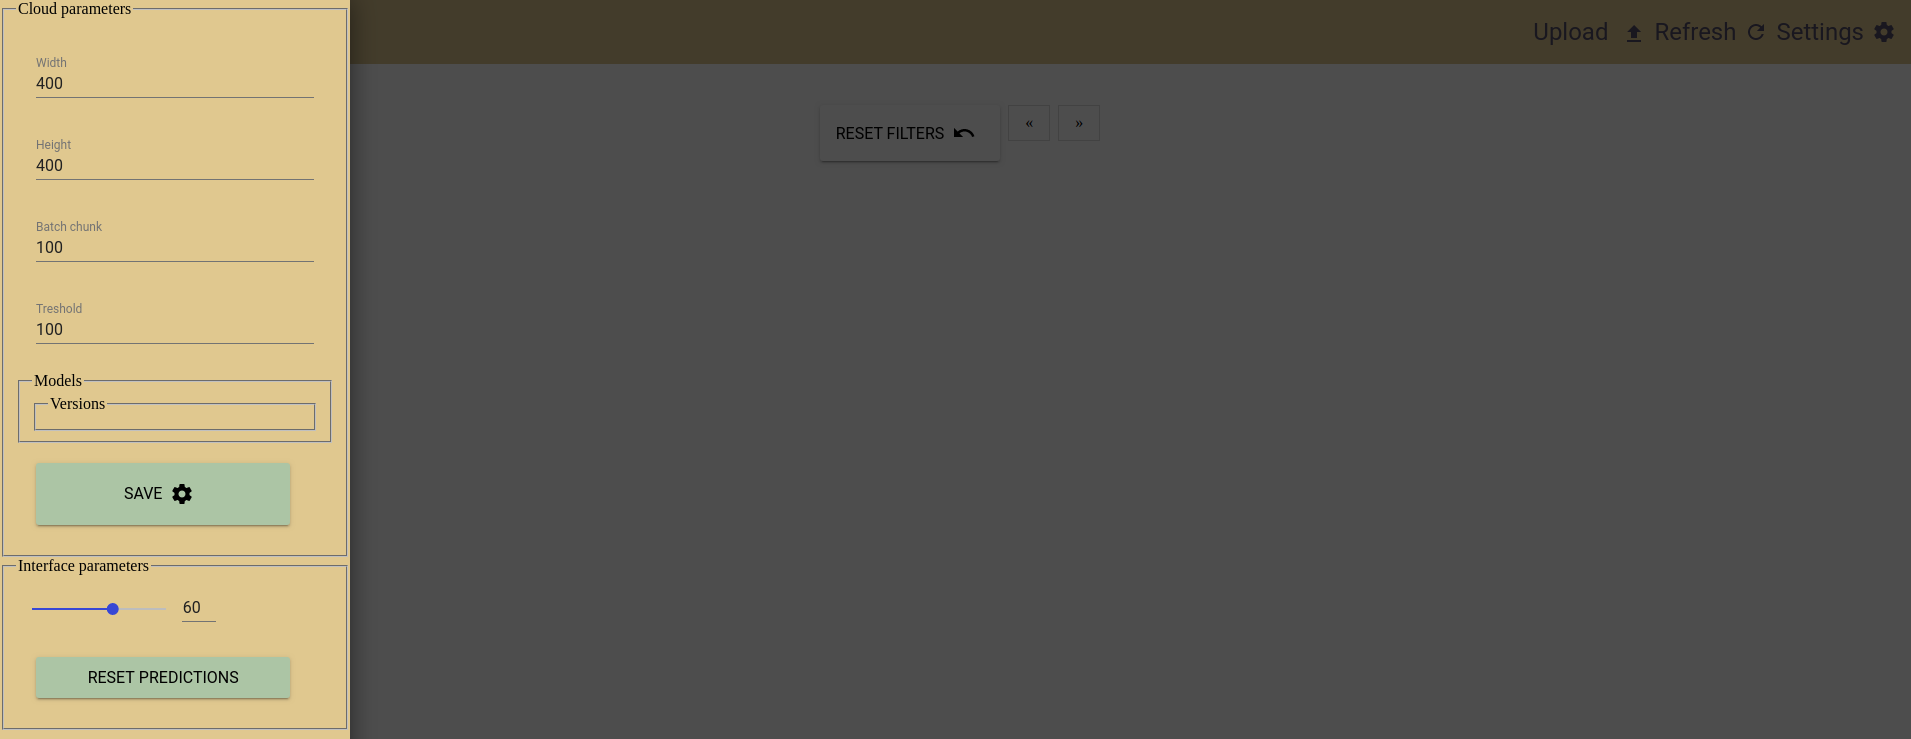 Cloud parameters
Upload Refresh Settings
Width
400
RESET FILTERS « »
Height
400
Batch chunk
100
Treshold
100
Models
Versions
SAVE
Interface parameters
60
RESET PREDICTIONS